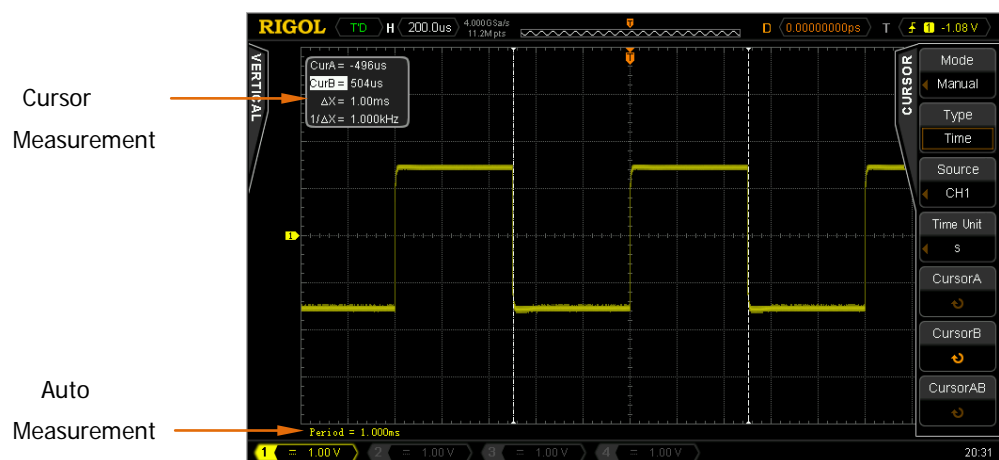 RIGOL T'D H 200.0us 4.000GSa/s 11.2Mpts T D 0.00000000ps T 1 -1.08 V
VERTICAL
T
CurA = -496us
CurB = 504us
ΔX = 1.00ms
1/ΔX = 1.000kHz
Cursor
Measurement
1
CURSOR
Mode
Manual
Type
Time
Source
CH1
Time Unit
s
CursorA
CursorB
CursorAB
Auto
Measurement
Period = 1.000ms
1 = 1.00 V 2 = 1.00 V 3 = 1.00 V 4 = 1.00 V 20:31